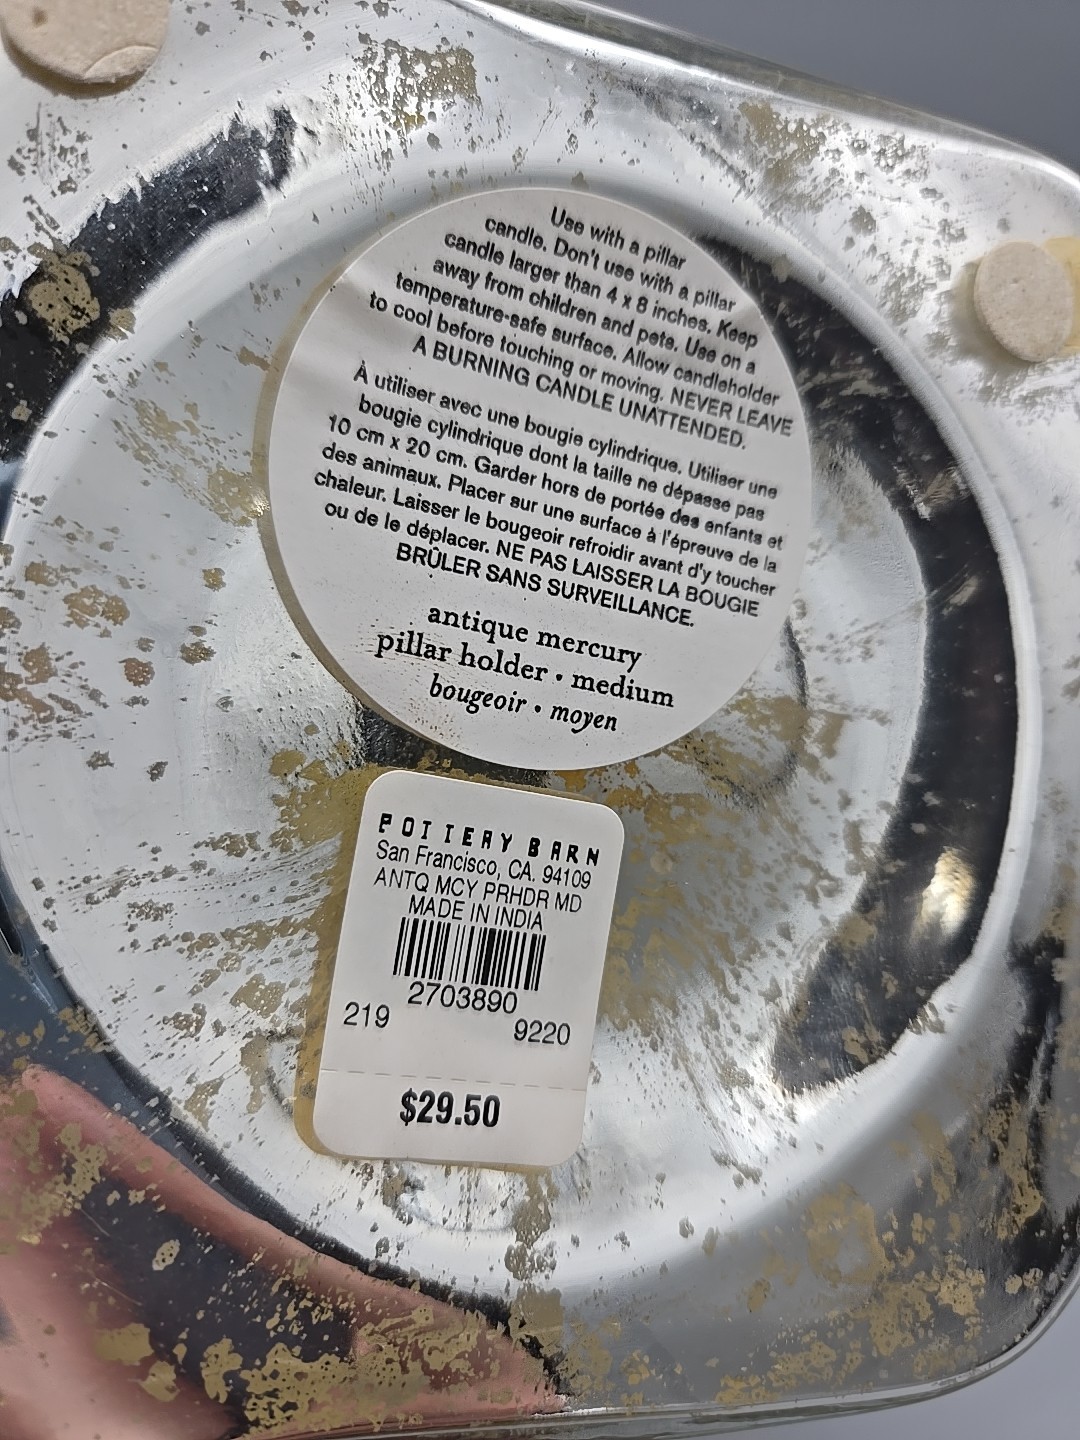 Use with a pillar
candle. Don't use with a pillar
candle larger than 4 x 8 inches. Keep
away from children and pets. Use on a
temperature-safe surface. Allow candleholder
to cool before touching or moving. NEVER LEAVE
A BURNING CANDLE UNATTENDED.
À utiliser avec une bougie cylindrique. Utiliser une
bougie cylindrique dont la taille ne dépasse pas
10 cm x 20 cm. Garder hors de portée des enfants et
des animaux. Placer sur une surface à l'épreuve de la
chaleur. Laisser le bougeoir refroidir avant d'y toucher
ou de le déplacer. NE PAS LAISSER LA BOUGIE
BRÛLER SANS SURVEILLANCE.
antique mercury
pillar holder • medium
bougeoir • moyen
POTTERY BARN
San Francisco, CA. 94109
ANTQ MCY PRHDR MD
MADE IN INDIA
2703890
219 9220
$29.50